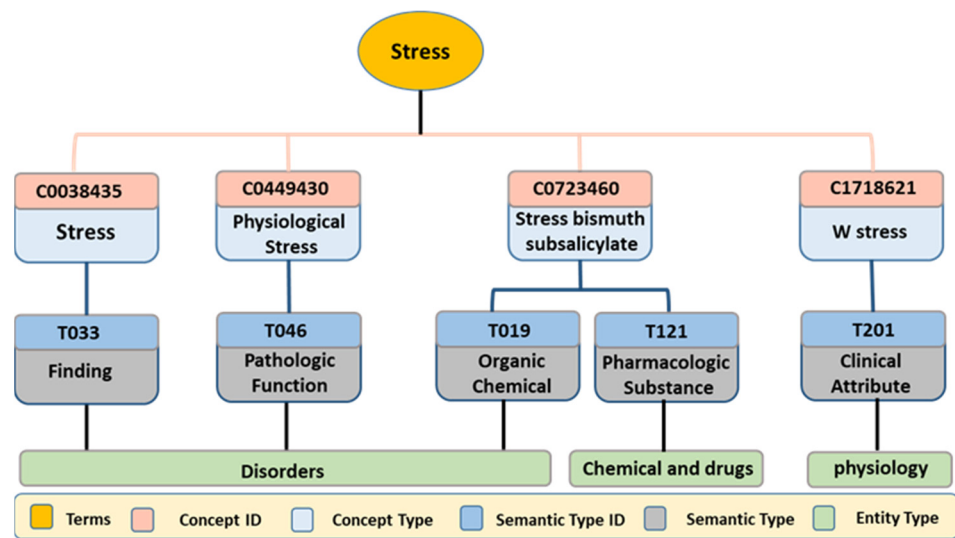 Stress
C0038435
C0449430
C0723460
C1718621
Stress
Physiological
Stress
Stress bismuth
subsalicylate
W stress
T033
T046
T019
T121
T201
Finding
Pathologic
Function
Organic
Chemical
Pharmacologic
Substance
Clinical
Attribute
Disorders
Chemical and drugs
physiology
Terms
Concept ID
Concept Type
Semantic Type ID
Semantic Type
Entity Type